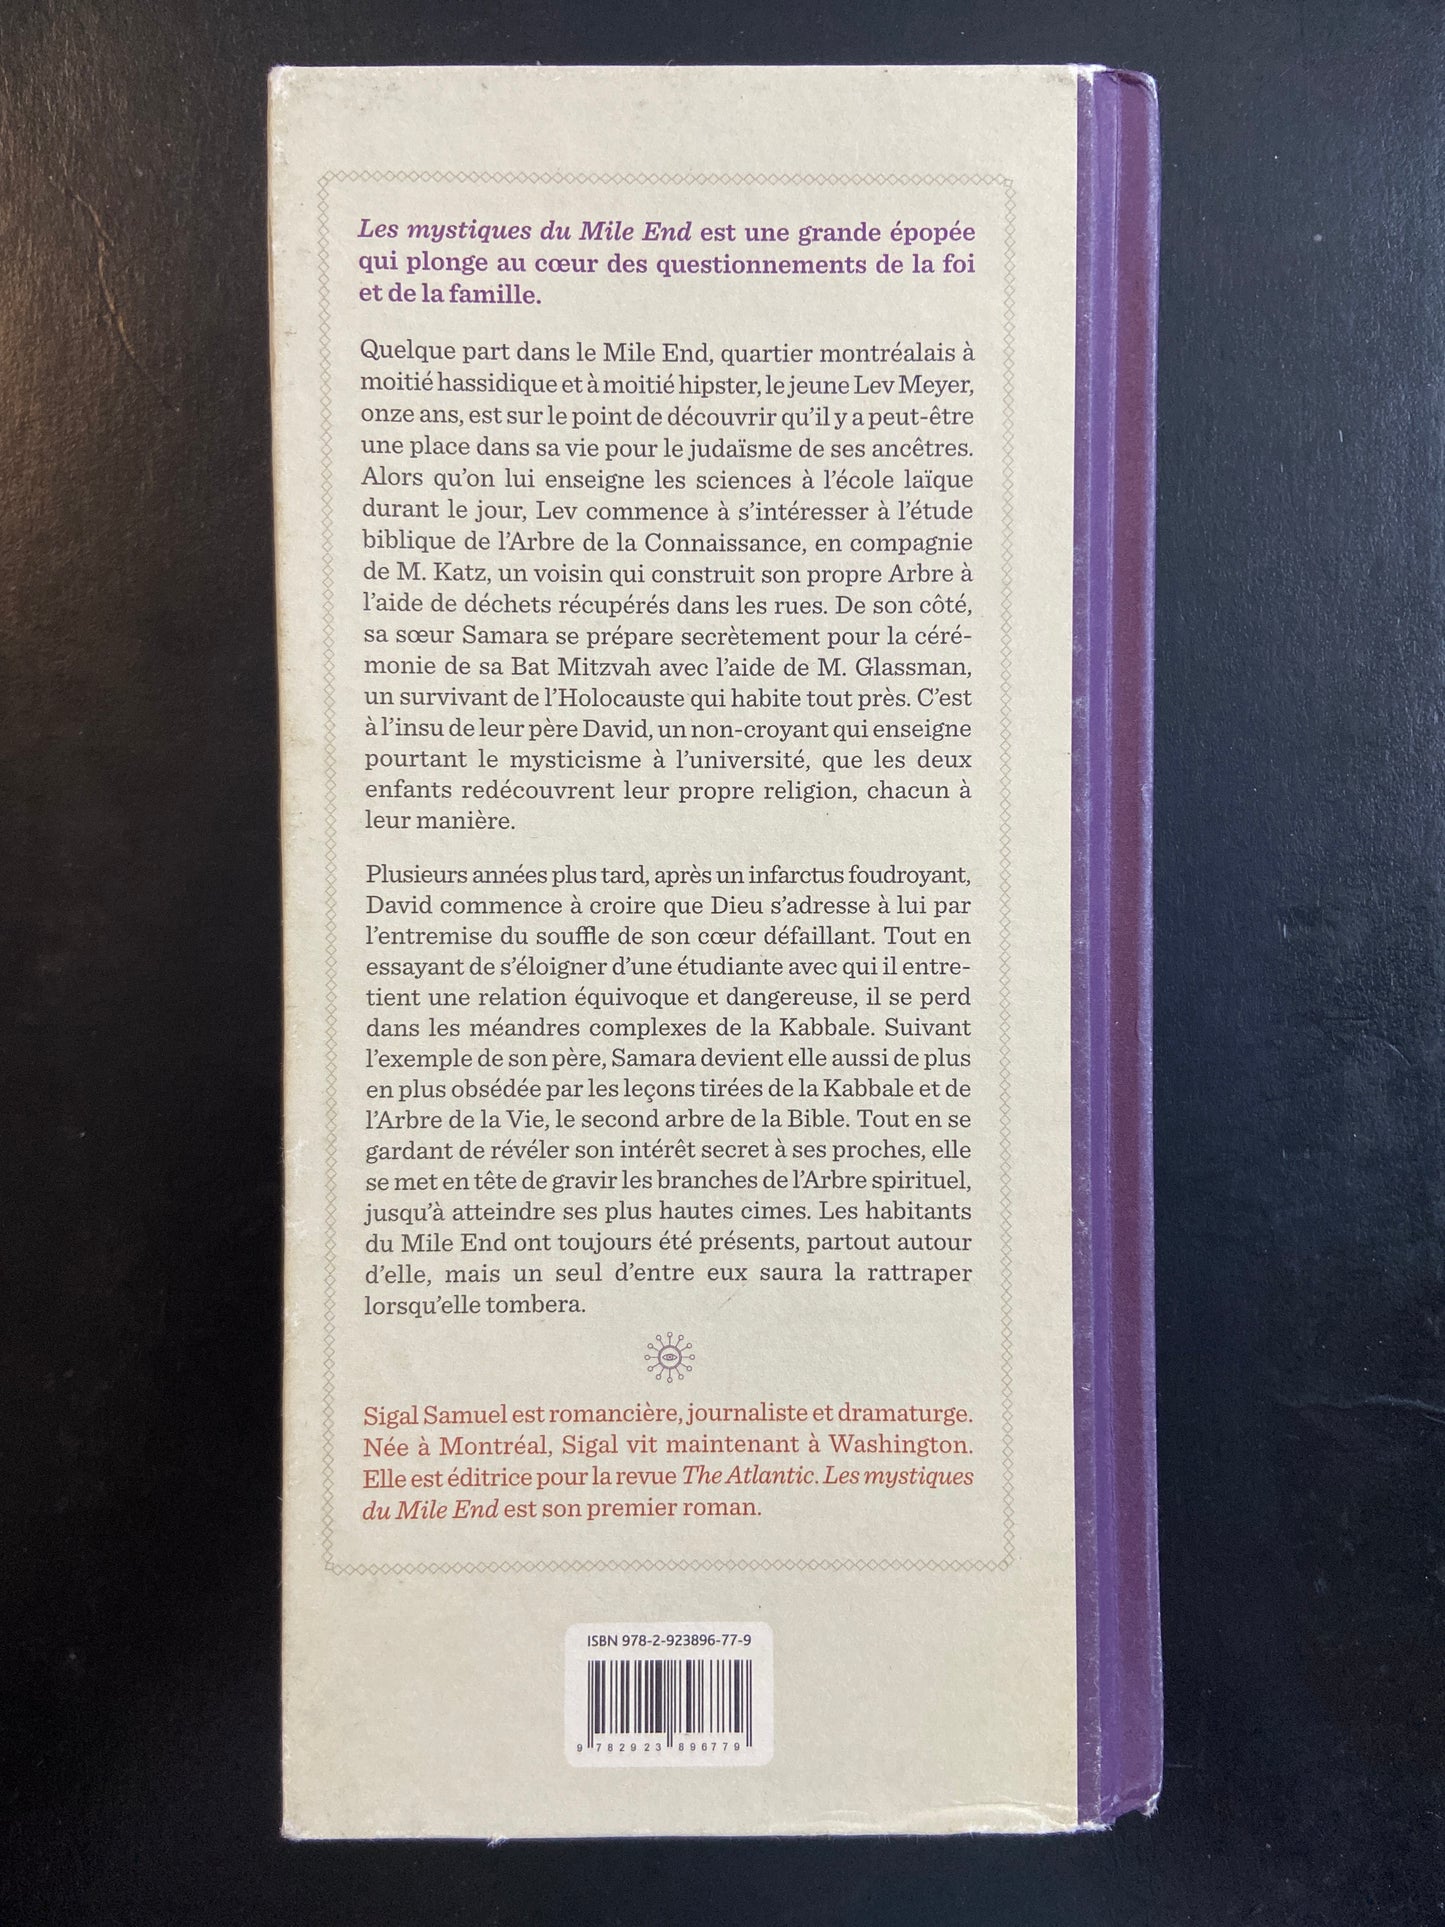 Les mystiques du Mile End est une grande épopée
qui plonge au cœur des questionnements de la foi
et de la famille.
Quelque part dans le Mile End, quartier montréalais à
moitié hassidique et à moitié hipster, le jeune Lev Meyer,
onze ans, est sur le point de découvrir qu’il y a peut-être
une place dans sa vie pour le judaïsme de ses ancêtres.
Alors qu’on lui enseigne les sciences à l’école laïque
durant le jour, Lev commence à s’intéresser à l’étude
biblique de l’Arbre de la Connaissance, en compagnie
de M. Katz, un voisin qui construit son propre Arbre à
l’aide de déchets récupérés dans les rues. De son côté,
sa sœur Samara se prépare secrètement pour la céré-
monie de sa Bat Mitzvah avec l’aide de M. Glassman,
un survivant de l’Holocauste qui habite tout près. C’est
à l’insu de leur père David, un non-croyant qui enseigne
pourtant le mysticisme à l’université, que les deux
enfants redécouvrent leur propre religion, chacun à
leur manière.
Plusieurs années plus tard, après un infarctus foudroyant,
David commence à croire que Dieu s’adresse à lui par
l’entremise du souffle de son cœur défaillant. Tout en
essayant de s’éloigner d’une étudiante avec qui il entre-
tient une relation équivoque et dangereuse, il se perd
dans les méandres complexes de la Kabbale. Suivant
l’exemple de son père, Samara devient elle aussi de plus
en plus obsédée par les leçons tirées de la Kabbale et de
l’Arbre de la Vie, le second arbre de la Bible. Tout en se
gardant de révéler son intérêt secret à ses proches, elle
se met en tête de gravir les branches de l’Arbre spirituel,
jusqu’à atteindre ses plus hautes cimes. Les habitants
du Mile End ont toujours été présents, partout autour
d’elle, mais un seul d’entre eux saura la rattraper
lorsqu’elle tombera.
Sigal Samuel est romancière, journaliste et dramaturge.
Née à Montréal, Sigal vit maintenant à Washington.
Elle est éditrice pour la revue The Atlantic. Les mystiques
du Mile End est son premier roman.
ISBN 978-2-923896-77-9
9 782923 896779